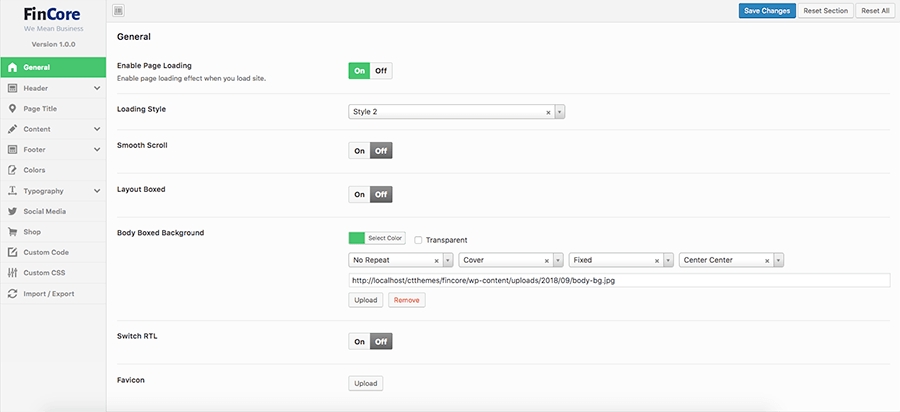 FinCore
We Mean Business
Version 1.0.0
General
Header
Page Title
Content
Footer
Colors
Typography
Social Media
Shop
Custom Code
Custom CSS
Import / Export
Save Changes Reset Section Reset All
General
Enable Page Loading On Off
Enable page loading effect when you load site.
Loading Style Style 2
Smooth Scroll On Off
Layout Boxed On Off
Body Boxed Background Select Color Transparent
No Repeat Cover Fixed Center Center
http://localhost/ctthemes/fincore/wp-content/uploads/2018/09/body-bg.jpg
Upload Remove
Switch RTL On Off
Favicon Upload